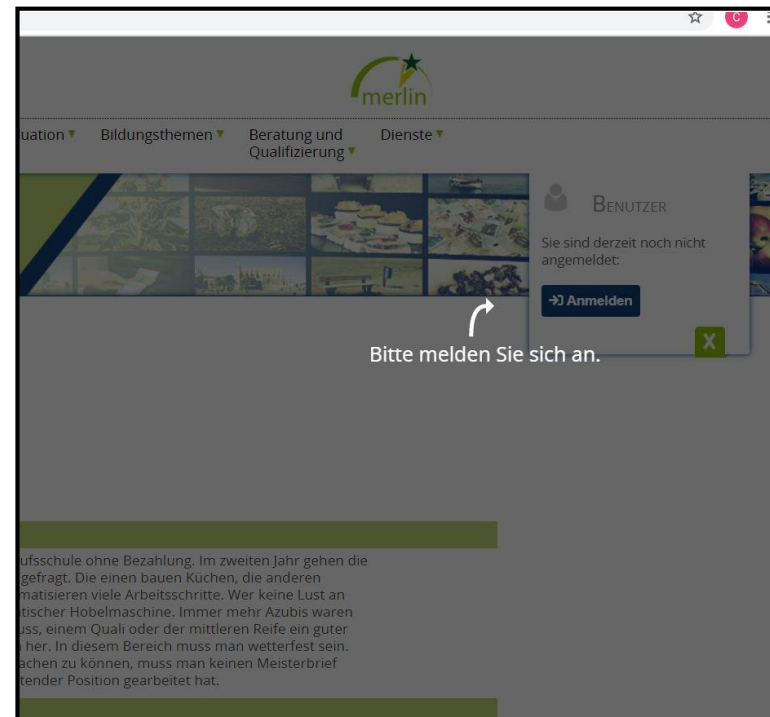 C
merlin
uation
Bildungsthemen
Beratung und
Qualifizierung
Dienste
BENUTZER
Sie sind derzeit noch nicht
angemeldet:
Anmelden
X
Bitte melden Sie sich an.
ufsschule ohne Bezahlung. Im zweiten Jahr gehen die
gefragt. Die einen bauen Küchen, die anderen
matisieren viele Arbeitsschritte. Wer keine Lust an
tischer Hobelmaschine. Immer mehr Azubis waren
uss, einem Quali oder der mittleren Reife ein guter
her. In diesem Bereich muss man wetterfest sein.
achen zu können, muss man keinen Meisterbrief
tender Position gearbeitet hat.